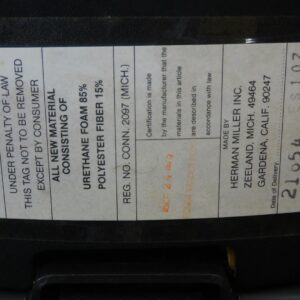 UNDER PENALTY OF LAW
THIS TAG NOT TO BE REMOVED
EXCEPT BY CONSUMER
ALL NEW MATERIAL
CONSISTING OF
URETHANE FOAM 85%
POLYESTER FIBER 15%
REG. NO. CONN. 2097 (MICH.)
Certification is made
by the manufacturer that the
materials in this article
are described in
accordance with law.
MADE BY
HERMAN MILLER INC.
ZEELAND, MICH. 49464
GARDENA, CALIF. 90247
Date of Delivery